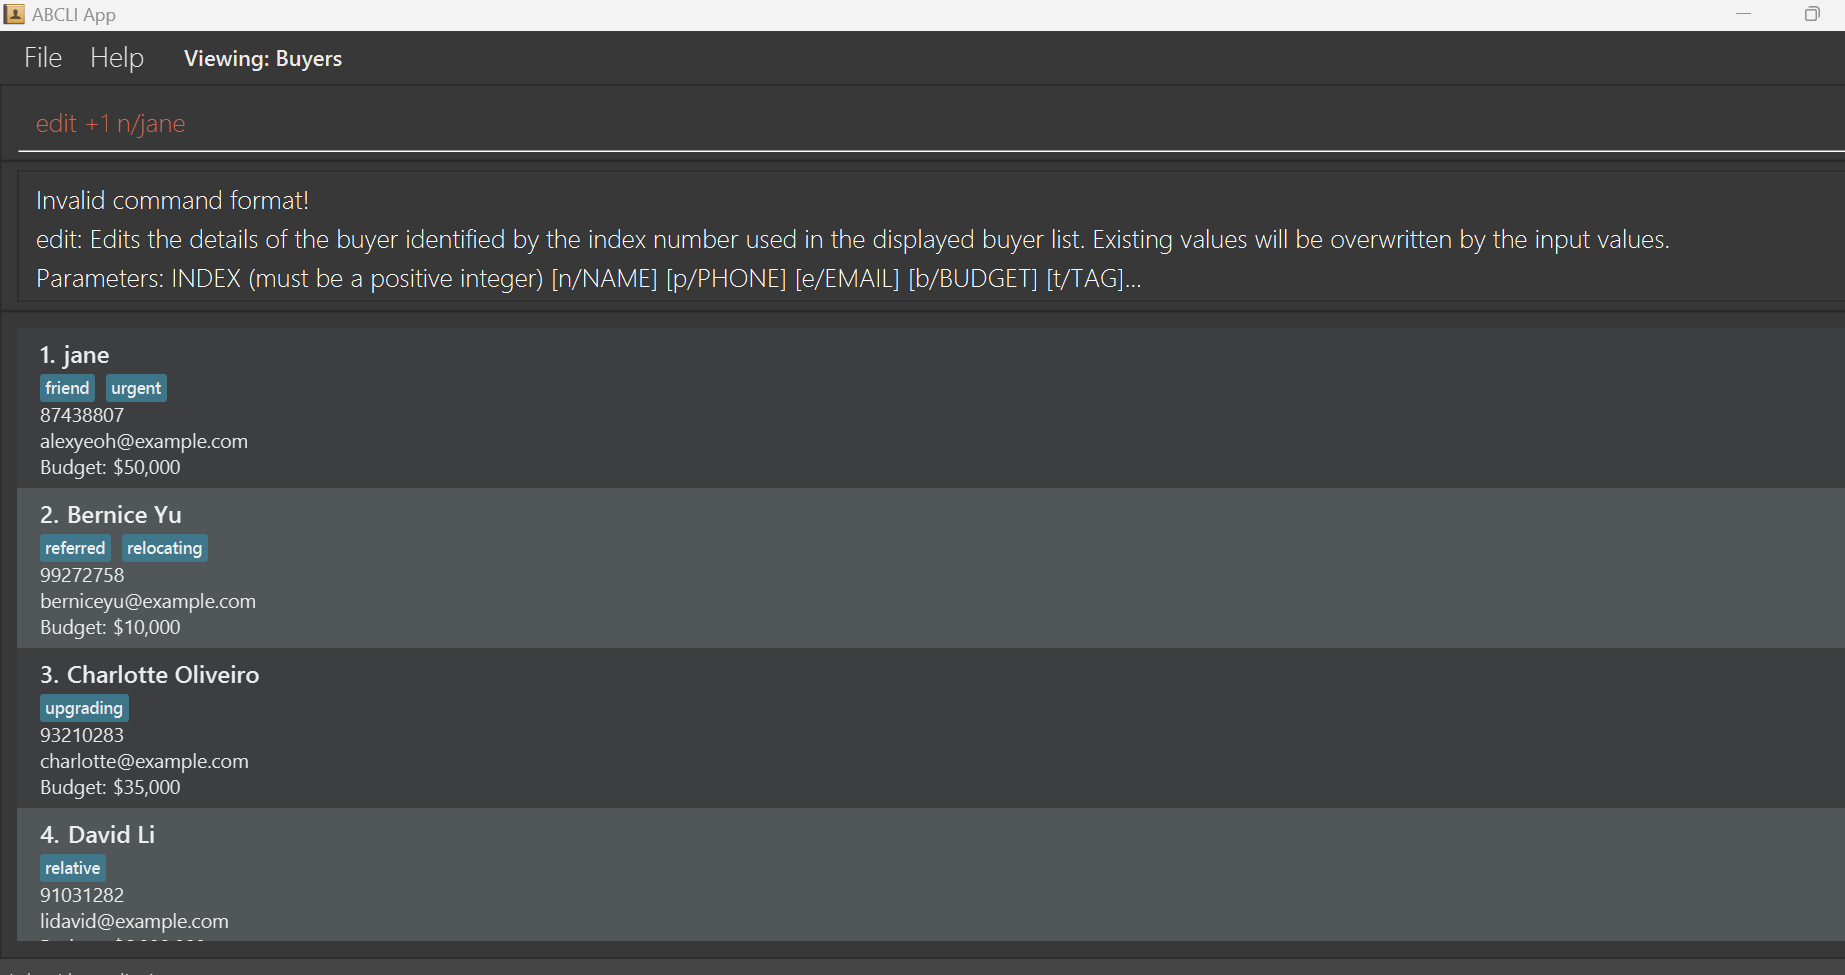 ABCLI App
File Help Viewing: Buyers
edit +1 n/jane
Invalid command format!
edit: Edits the details of the buyer identified by the index number used in the displayed buyer list. Existing values will be overwritten by the input values.
Parameters: INDEX (must be a positive integer) [n/NAME] [p/PHONE] [e/EMAIL] [b/BUDGET] [t/TAG]...
1. jane
friend urgent
87438807
alexyeoh@example.com
Budget: $50,000
2. Bernice Yu
referred relocating
99272758
berniceyu@example.com
Budget: $10,000
3. Charlotte Oliveiro
upgrading
93210283
charlotte@example.com
Budget: $35,000
4. David Li
relative
91031282
lidavid@example.com